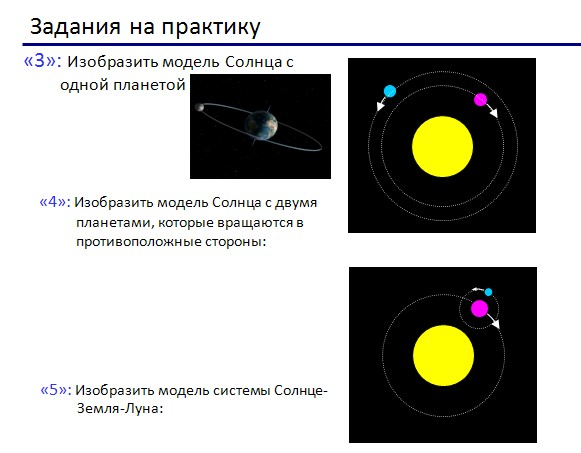 Задания на практику
«3»: Изобразить модель Солнца с
одной планетой
«4»: Изобразить модель Солнца с двумя
планетами, которые вращаются в
противоположные стороны:
«5»: Изобразить модель системы Солнце-
Земля-Луна: